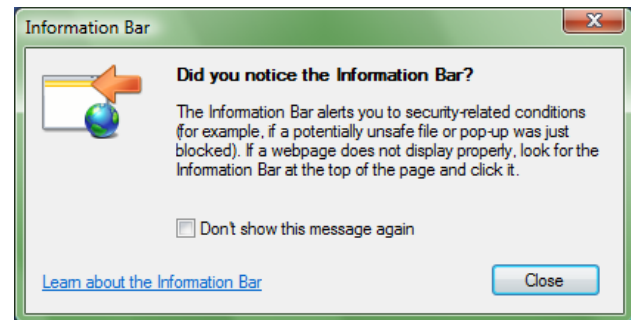 Information Bar
Did you notice the Information Bar?
The Information Bar alerts you to security-related conditions
(for example, if a potentially unsafe file or pop-up was just
blocked). If a webpage does not display properly, look for the
Information Bar at the top of the page and click it.
Don't show this message again
Learn about the Information Bar
Close